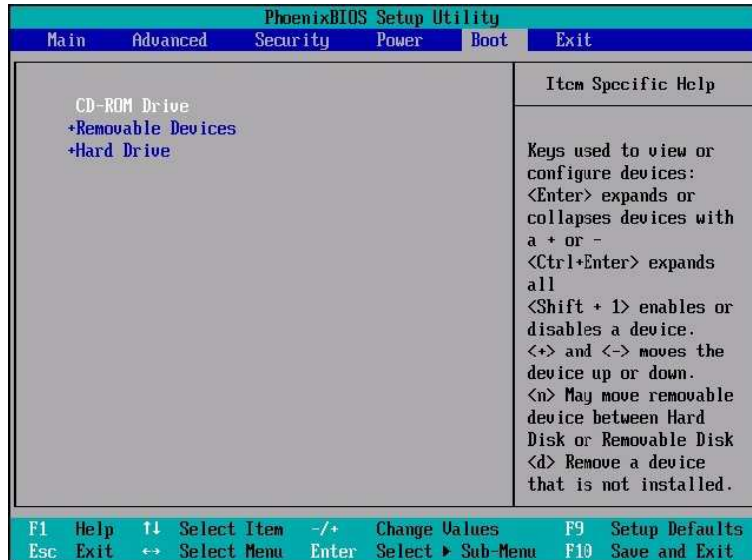 PhoenixBIOS Setup Utility
Main Advanced Security Power Boot Exit
CD-ROM Drive
+Removable Devices
+Hard Drive
Item Specific Help
Keys used to view or
configure devices:
<Enter> expands or
collapses devices with
a + or -
<Ctrl+Enter> expands
all
<Shift + 1> enables or
disables a device.
<+> and <-> moves the
device up or down.
<n> May move removable
device between Hard
Disk or Removable Disk
<d> Remove a device
that is not installed.
F1 Help ↑↓ Select Item -/+ Change Values F9 Setup Defaults
Esc Exit ↔ Select Menu Enter Select ▶ Sub-Menu F10 Save and Exit